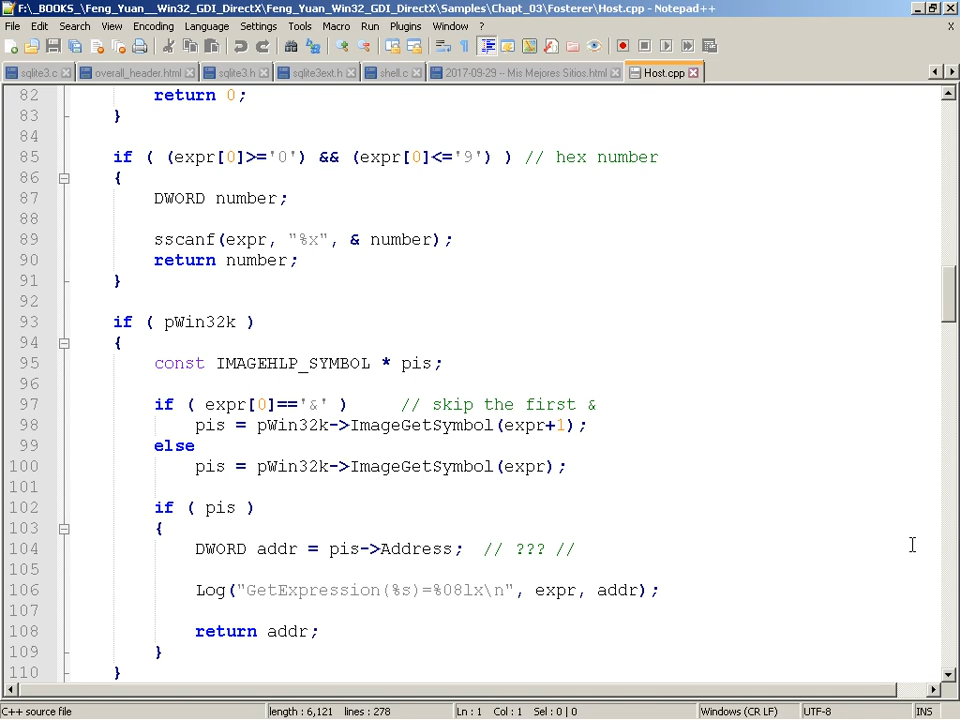 F:\_BOOKS_\Feng_Yuan__Win32_GDI_DirectX\Feng_Yuan_Win32_GDI_DirectX\Samples\Chapt_03\Fosterer\Host.cpp - Notepad++
File Edit Search View Encoding Language Settings Tools Macro Run Plugins Window ? X
sqlite3.c overall_header.html sqlite3.h sqlite3ext.h shell.c 2017-09-29 -- Mis Mejores Sitios.html Host.cpp
82 return 0;
83 }
84
85 if ( (expr[0]>='0') && (expr[0]<='9') ) // hex number
86 {
87 DWORD number;
88
89 sscanf(expr, "%x", & number);
90 return number;
91 }
92
93 if ( pWin32k )
94 {
95 const IMAGEHLP_SYMBOL * pis;
96
97 if ( expr[0]=='&' ) // skip the first &
98 pis = pWin32k->ImageGetSymbol(expr+1);
99 else
100 pis = pWin32k->ImageGetSymbol(expr);
101
102 if ( pis )
103 {
104 DWORD addr = pis->Address; // ??? //
105
106 Log("GetExpression(%s)=%08lx\n", expr, addr);
107
108 return addr;
109 }
110 }
C++ source file length : 6,121 lines : 278 Ln : 1 Col : 1 Sel : 0 | 0 Windows (CR LF) UTF-8 INS